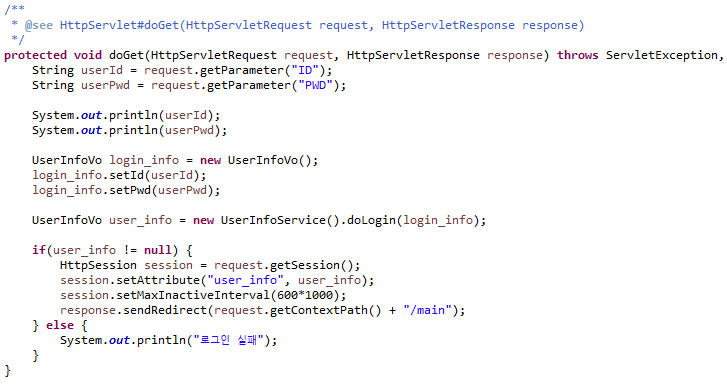 /**
 * @see HttpServlet#doGet(HttpServletRequest request, HttpServletResponse response)
 */
protected void doGet(HttpServletRequest request, HttpServletResponse response) throws ServletException,
    String userId = request.getParameter("ID");
    String userPwd = request.getParameter("PWD");

    System.out.println(userId);
    System.out.println(userPwd);

    UserInfoVo login_info = new UserInfoVo();
    login_info.setId(userId);
    login_info.setPwd(userPwd);

    UserInfoVo user_info = new UserInfoService().doLogin(login_info);

    if(user_info != null) {
        HttpSession session = request.getSession();
        session.setAttribute("user_info", user_info);
        session.setMaxInactiveInterval(600*1000);
        response.sendRedirect(request.getContextPath() + "/main");
    } else {
        System.out.println("로그인 실패");
    }
}